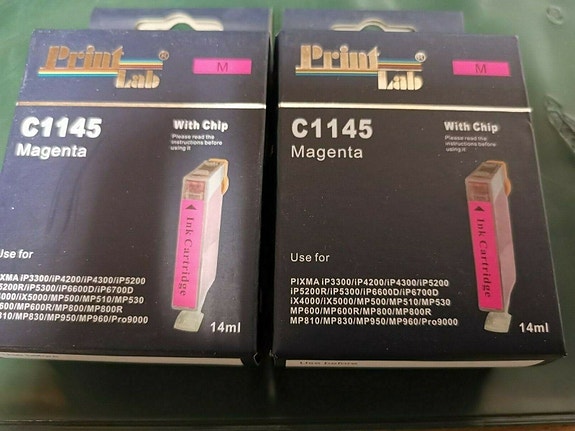 Print
Lab®
M
C1145
Magenta
With Chip
Please read the
instructions before
using it
Ink Cartridge
Use for
PIXMA iP3300/iP4200/iP4300/iP5200
5200R/iP5300/iP6600D/iP6700D
4000/iX5000/MP500/MP510/MP530
600/MP600R/MP800/MP800R
810/MP830/MP950/MP960/Pro9000
14ml
Print
Lab®
M
C1145
Magenta
With Chip
Please read the
instructions before
using it
Ink Cartridge
Use for
PIXMA iP3300/iP4200/iP4300/iP5200
iP5200R/iP5300/iP6600D/iP6700D
iX4000/iX5000/MP500/MP510/MP530
MP600/MP600R/MP800/MP800R
MP810/MP830/MP950/MP960/Pro9000
14ml